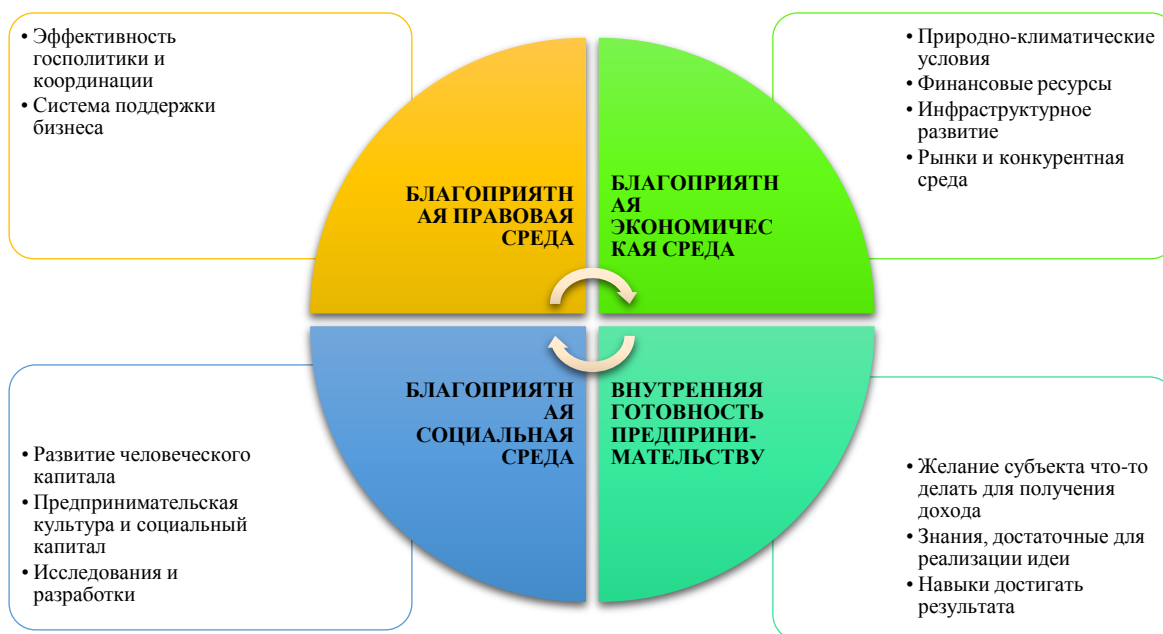 • Эффективность
госполитики и
координации
• Система поддержки
бизнеса
• Природно-климатические
условия
• Финансовые ресурсы
• Инфраструктурное
развитие
• Рынки и конкурентная
среда
БЛАГОПРИЯТН
АЯ ПРАВОВАЯ
СРЕДА
БЛАГОПРИЯТН
АЯ
ЭКОНОМИЧЕС
КАЯ СРЕДА
БЛАГОПРИЯТН
АЯ
СОЦИАЛЬНАЯ
СРЕДА
ВНУТРЕННЯЯ
ГОТОВНОСТЬ
ПРЕДПРИНИ-
МАТЕЛЬСТВУ
• Развитие человеческого
капитала
• Предпринимательская
культура и социальный
капитал
• Исследования и
разработки
• Желание субъекта что-то
делать для получения
дохода
• Знания, достаточные для
реализации идеи
• Навыки достигать
результата